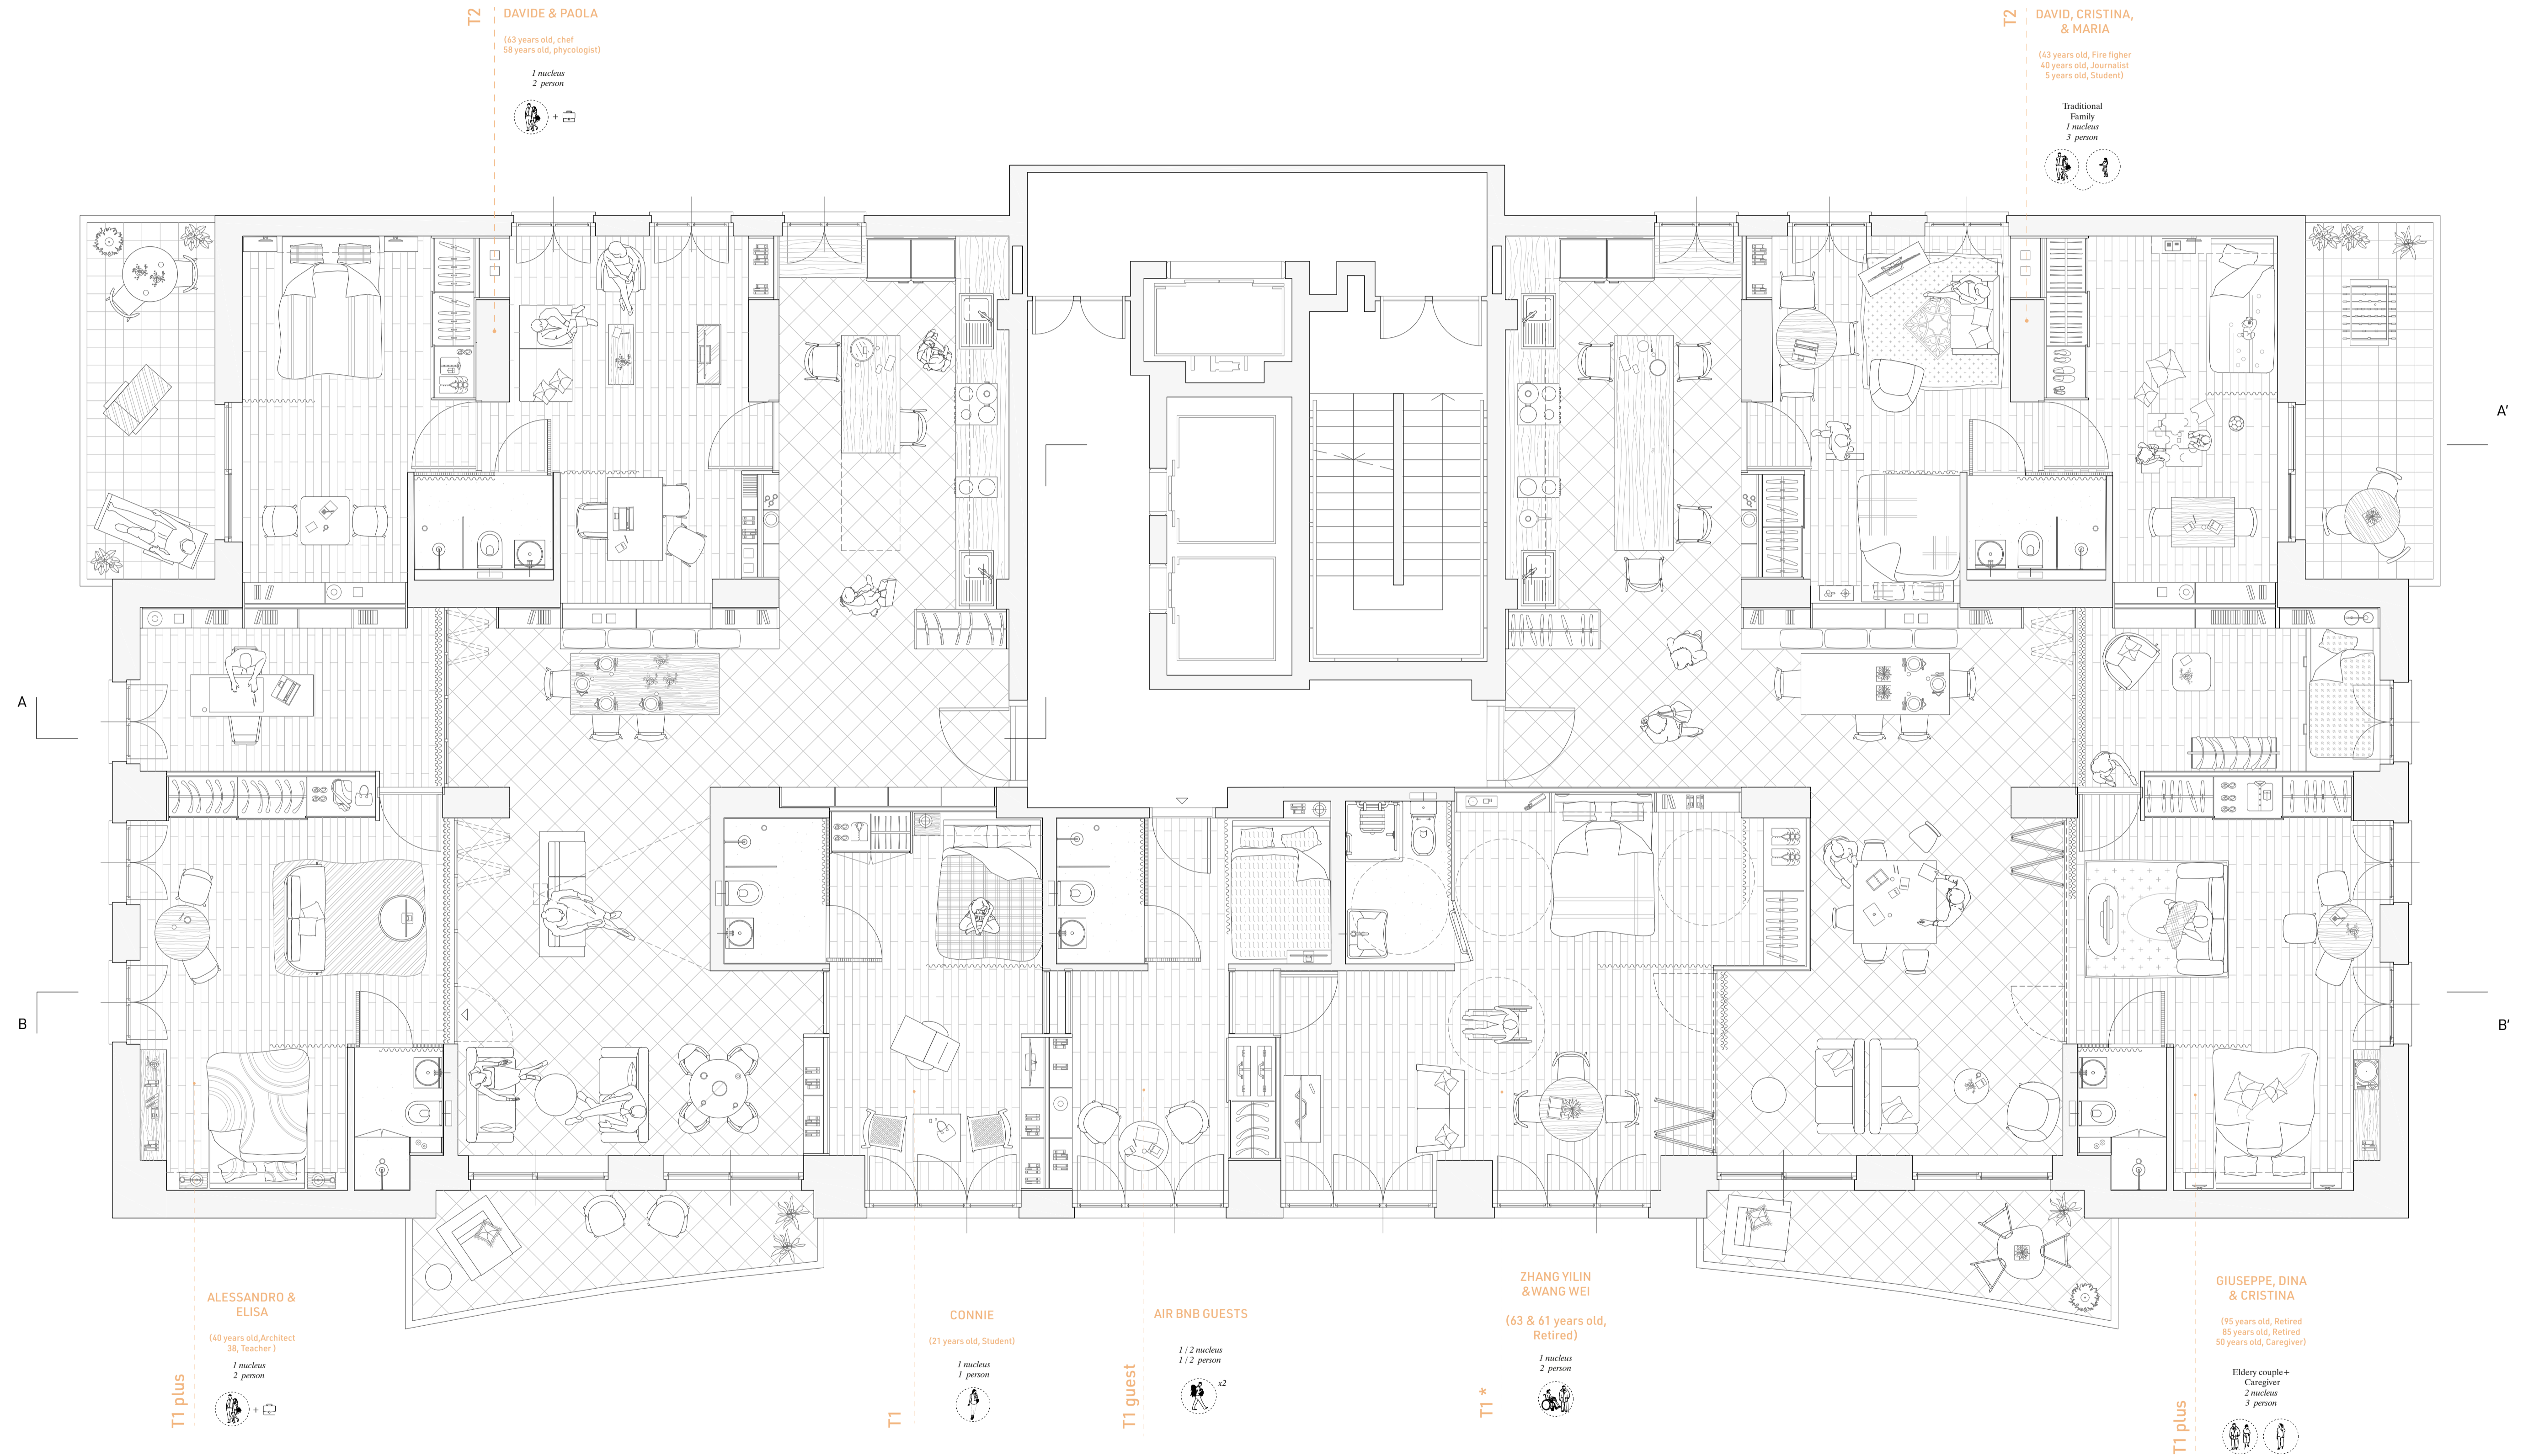 T2
DAVIDE & PAOLA
(63 years old, chef
58 years old, phycologist)
1 nucleus
2 person
+
T2
DAVID, CRISTINA,
& MARIA
(43 years old, Fire figher
40 years old, Journalist
5 years old, Student)
Traditional
Family
1 nucleus
3 person
A'
A
B
B'
T1 plus
ALESSANDRO &
ELISA
(40 years old,Architect
38, Teacher )
1 nucleus
2 person
+
T1
CONNIE
(21 years old, Student)
1 nucleus
1 person
T1 guest
AIR BNB GUESTS
1 / 2 nucleus
1 / 2 person
x2
T1 *
ZHANG YILIN
&WANG WEI
(63 & 61 years old,
Retired)
1 nucleus
2 person
T1 plus
GIUSEPPE, DINA
& CRISTINA
(95 years old, Retired
85 years old, Retired
50 years old, Caregiver)
Eldery couple+
Caregiver
2 nucleus
3 person